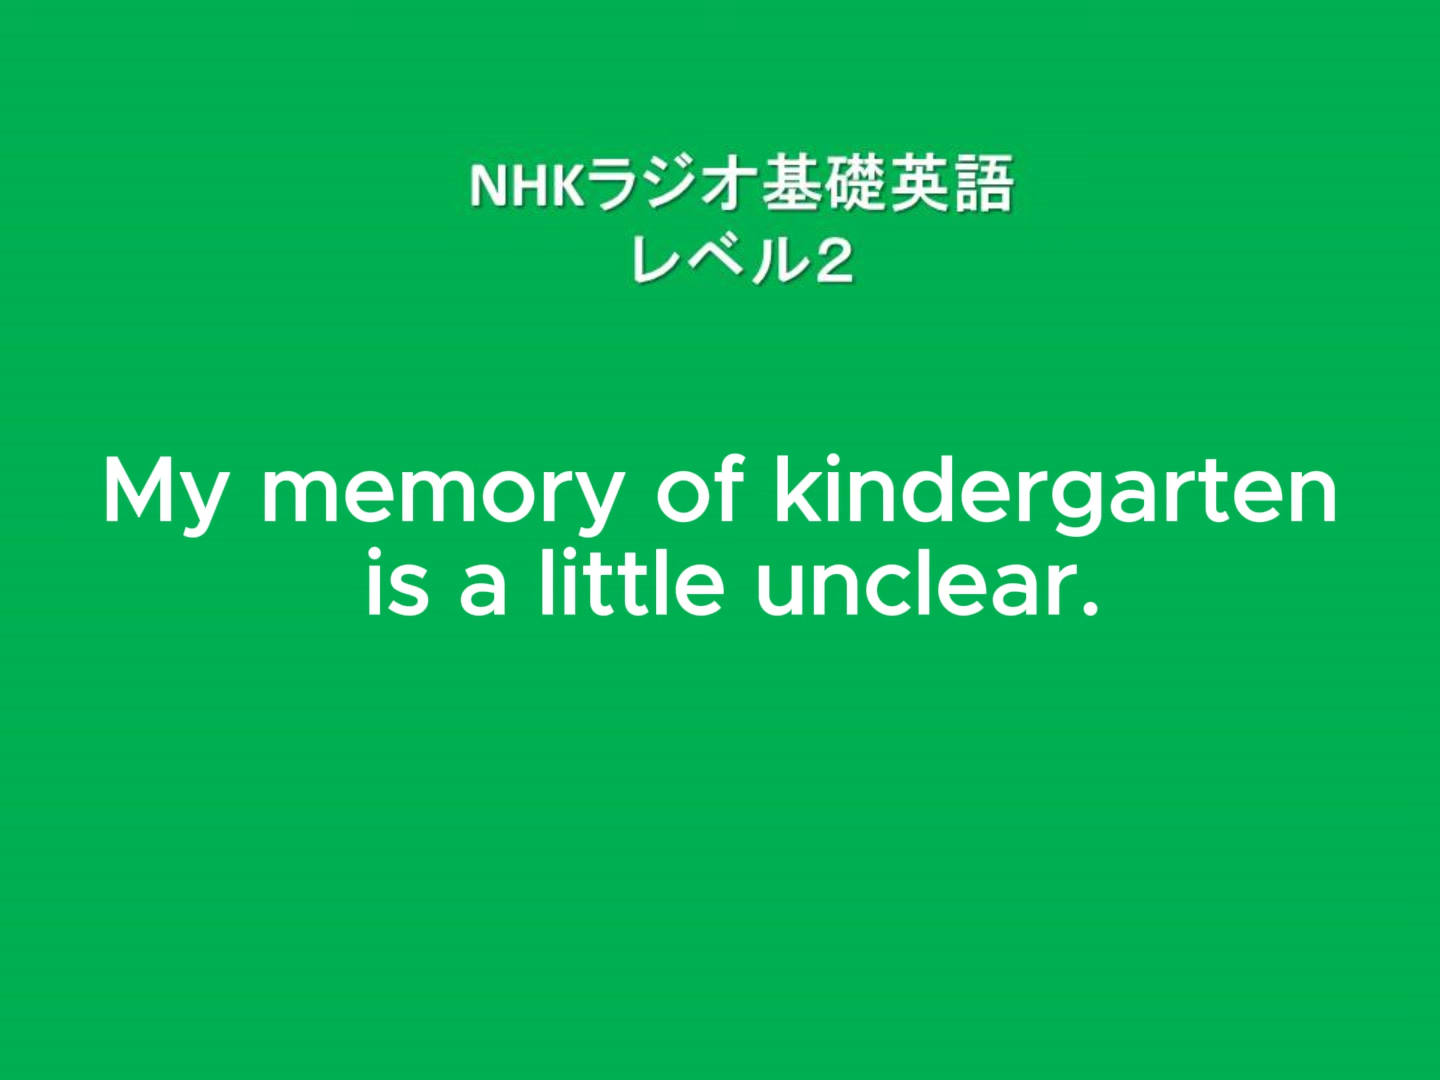 NHKラジオ基礎英語
レベル2
My memory of kindergarten
is a little unclear.